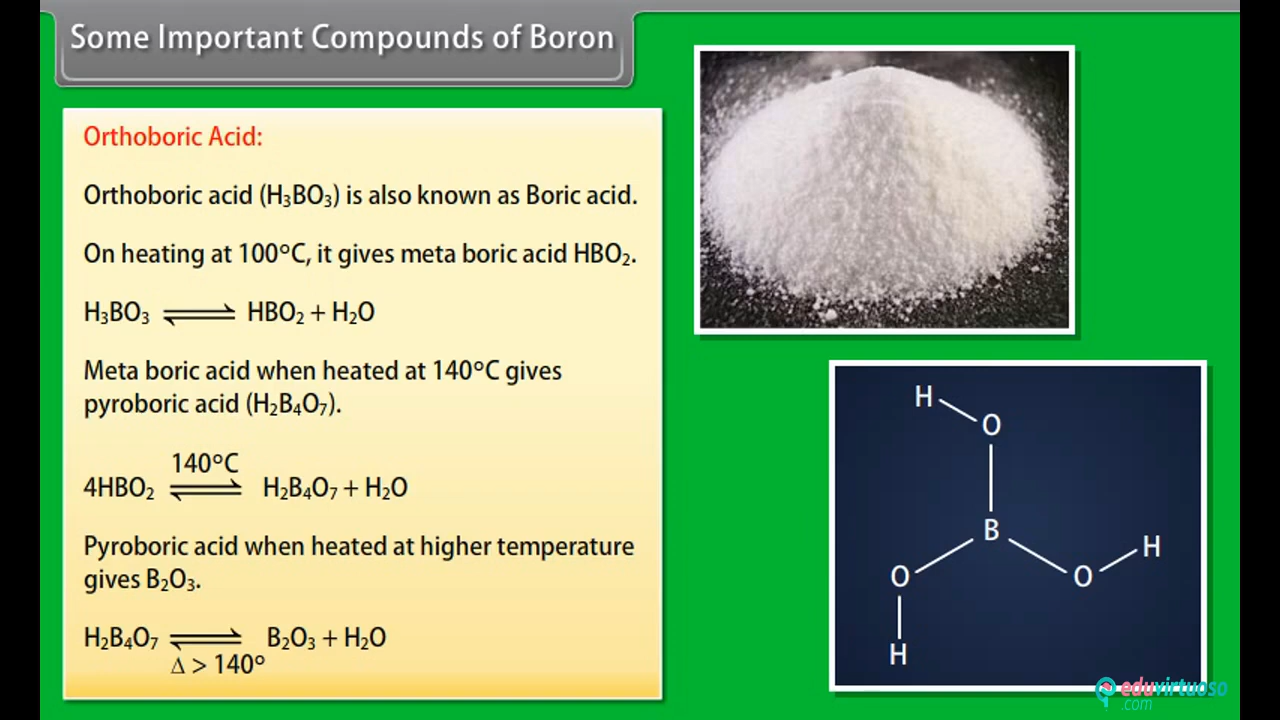 Some Important Compounds of Boron
Orthoboric Acid:
Orthoboric acid (H₃BO₃) is also known as Boric acid.
On heating at 100°C, it gives meta boric acid HBO₂.
H₃BO₃ ⇌ HBO₂ + H₂O
Meta boric acid when heated at 140°C gives
pyroboric acid (H₂B₄O₇).
140°C
4HBO₂ ⇌ H₂B₄O₇ + H₂O
Pyroboric acid when heated at higher temperature
gives B₂O₃.
H₂B₄O₇ ⇌ B₂O₃ + H₂O
Δ > 140°
H
O
B
H
O
O
H
eduvirtuoso
.com